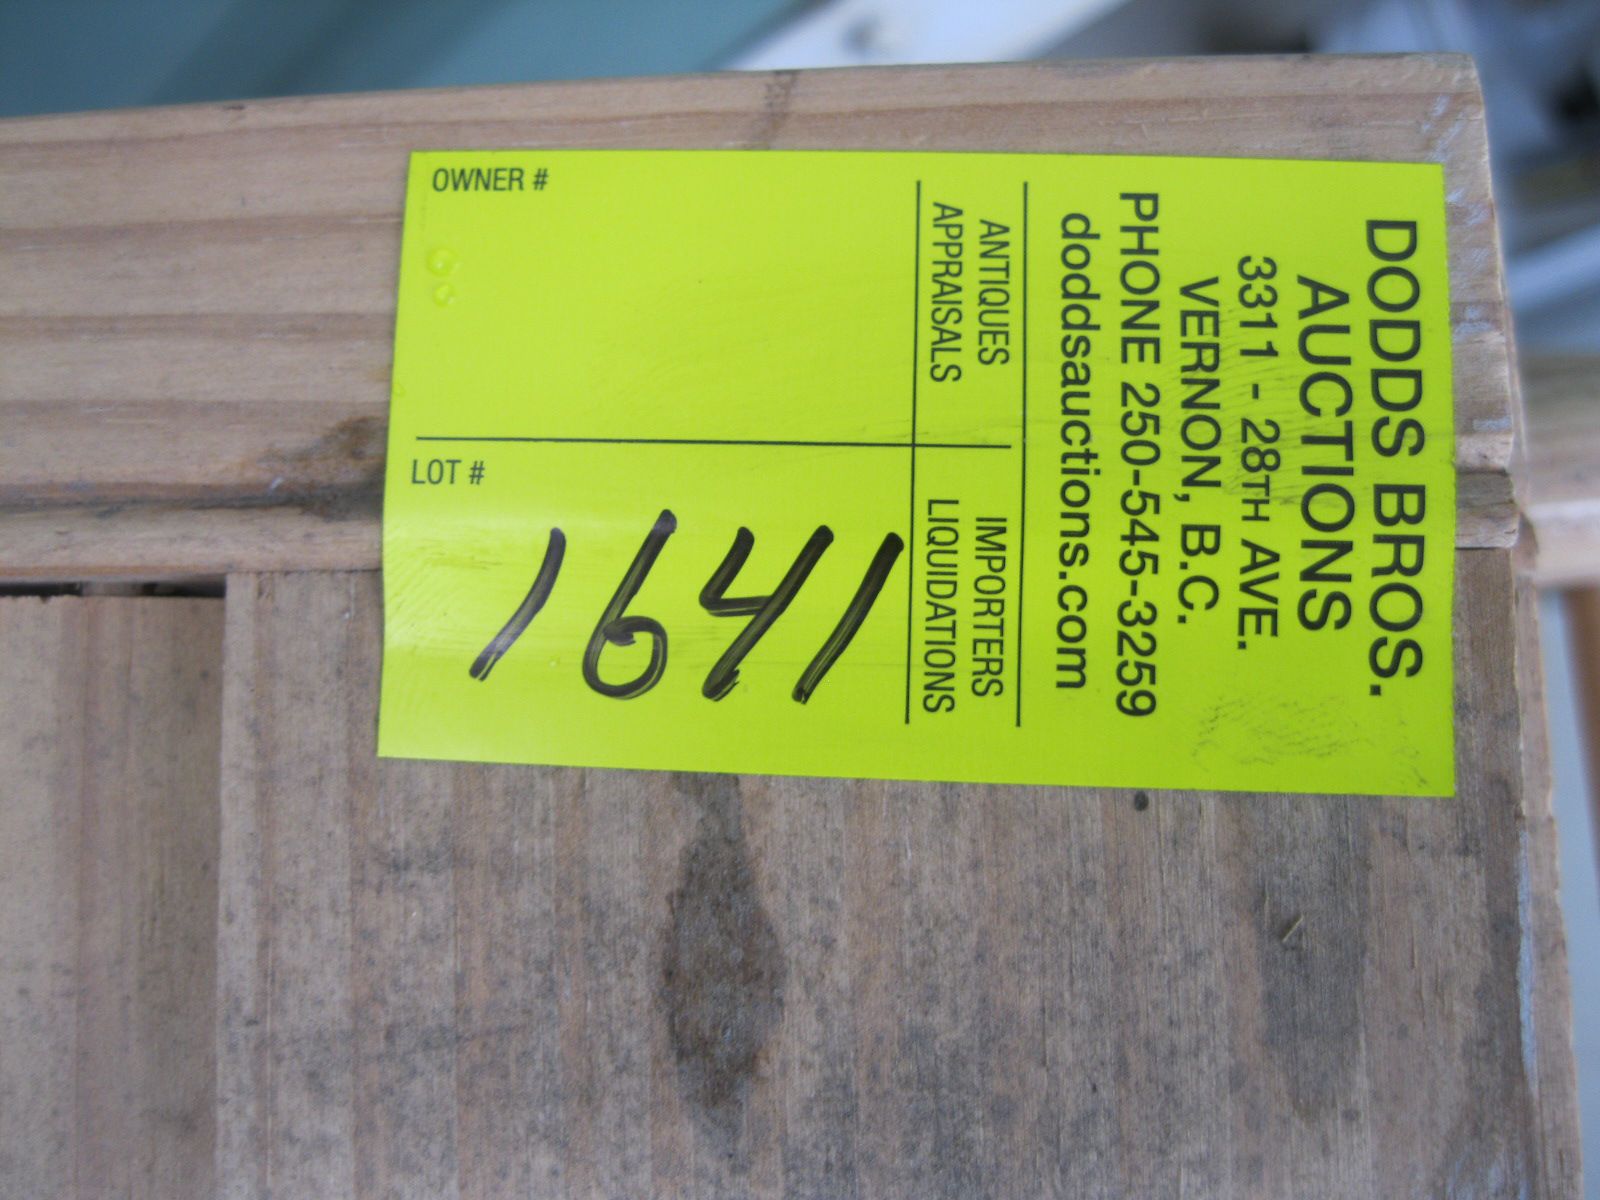 DODDS BROS.
AUCTIONS
3311 - 28TH AVE.
VERNON, B.C.
PHONE 250-545-3259
doddsauctions.com
ANTIQUES
APPRAISALS
IMPORTERS
LIQUIDATIONS
OWNER #
LOT #
1641